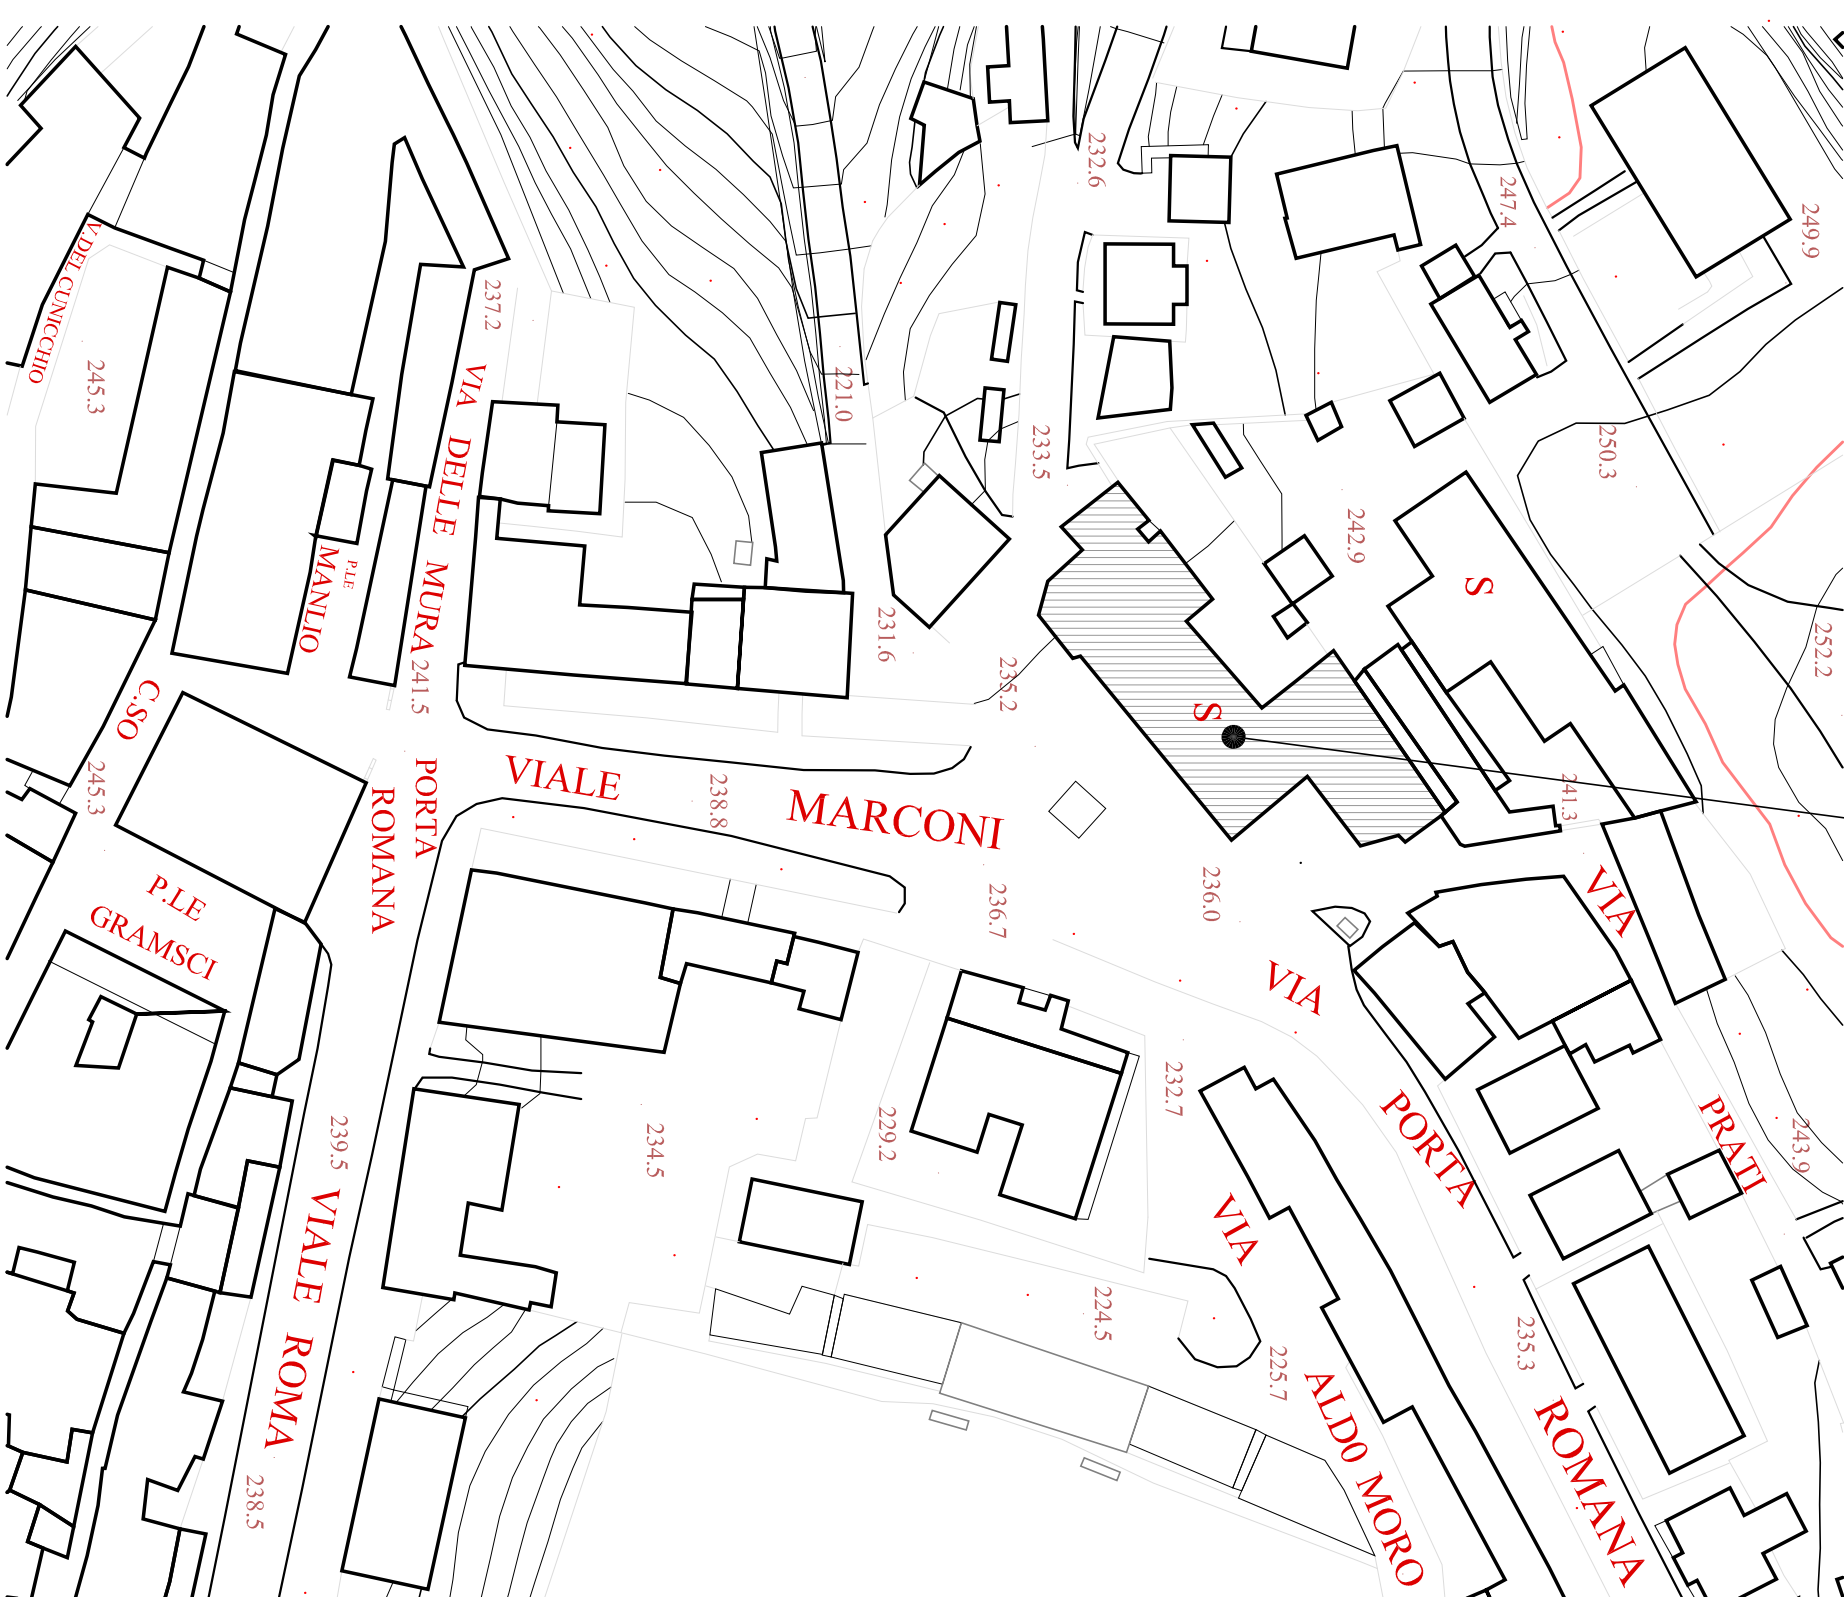 232.6
247.4
249.9
V.DEL CUNICCHIO
237.2
245.3
VIA DELLE MURA
221.0
233.5
250.3
242.9
P.LE
MANLIO
S
231.6
252.2
235.2
241.5
C.SO
S
245.3
PORTA
ROMANA
VIALE MARCONI
238.8
241.3
P.LE
GRAMSCI
236.7
236.0
VIA PRATI
VIA PORTA ROMANA
232.7
239.5
234.5
229.2
243.9
VIALE ROMA
VIA ALDO MORO
224.5
225.7
235.3
238.5